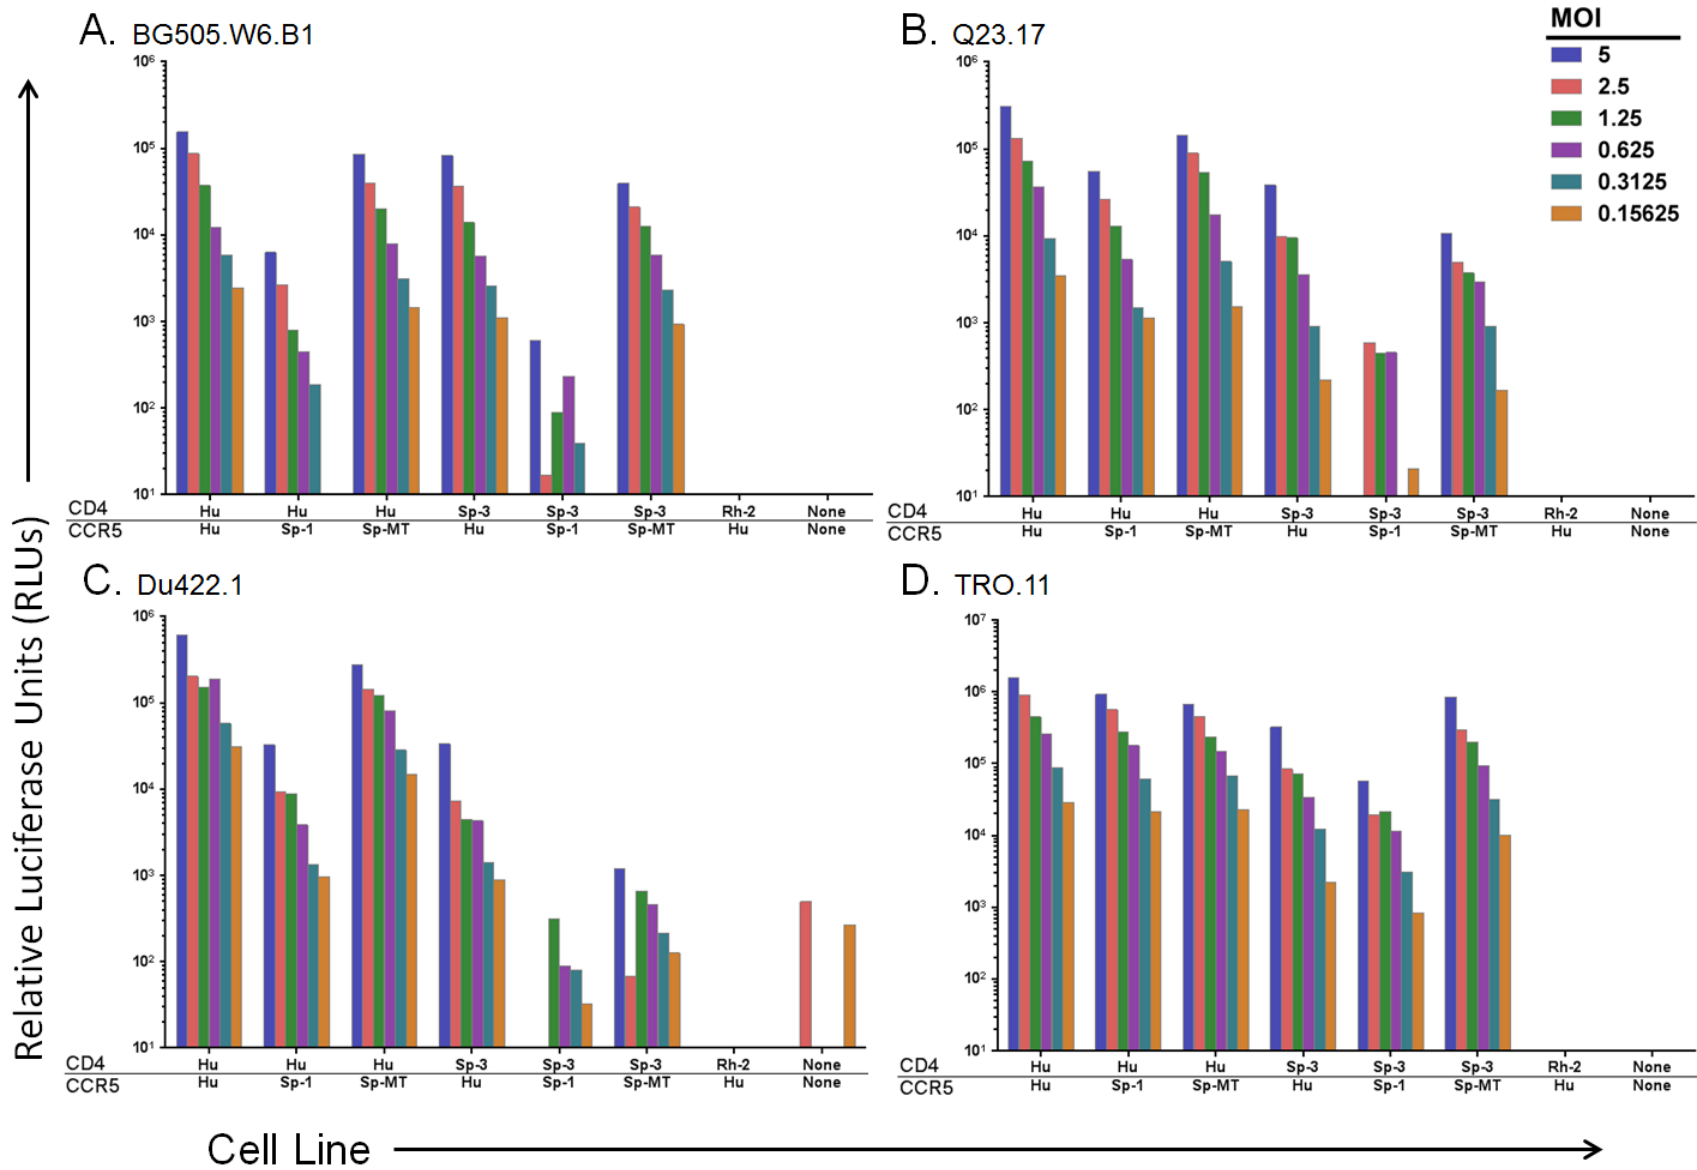 A. BG505.W6.B1
B. Q23.17
MOI
5
2.5
1.25
0.625
0.3125
0.15625
Relative Luciferase Units (RLUs)
10⁶
10⁵
10⁴
10³
10²
10¹
CD4 Hu Hu Hu Sp-3 Sp-3 Sp-3 Rh-2 None
CCR5 Hu Sp-1 Sp-MT Hu Sp-1 Sp-MT Hu None
10⁶
10⁵
10⁴
10³
10²
10¹
CD4 Hu Hu Hu Sp-3 Sp-3 Sp-3 Rh-2 None
CCR5 Hu Sp-1 Sp-MT Hu Sp-1 Sp-MT Hu None
C. Du422.1
D. TRO.11
10⁶
10⁵
10⁴
10³
10²
10¹
CD4 Hu Hu Hu Sp-3 Sp-3 Sp-3 Rh-2 None
CCR5 Hu Sp-1 Sp-MT Hu Sp-1 Sp-MT Hu None
10⁷
10⁶
10⁵
10⁴
10³
10²
10¹
CD4 Hu Hu Hu Sp-3 Sp-3 Sp-3 Rh-2 None
CCR5 Hu Sp-1 Sp-MT Hu Sp-1 Sp-MT Hu None
Cell Line